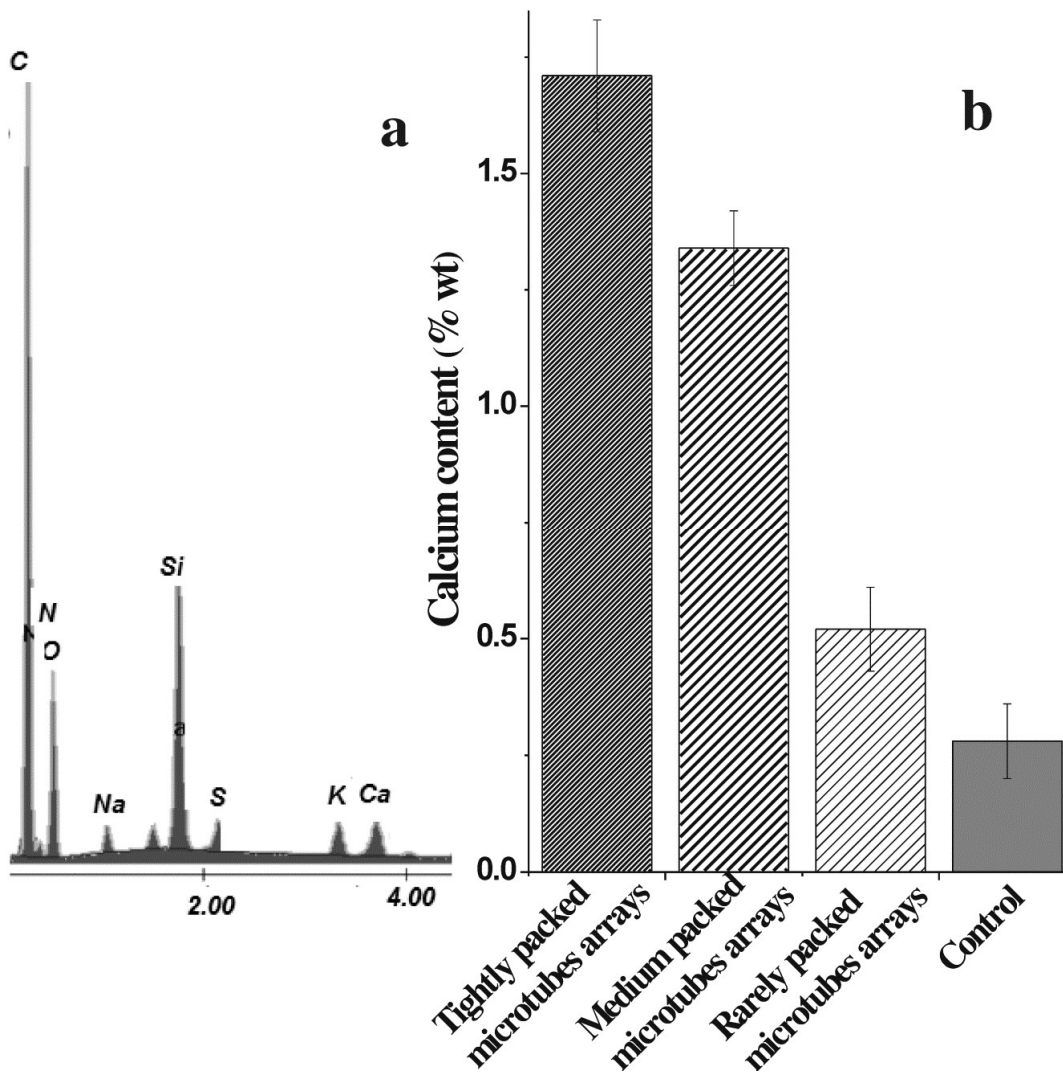 C
a
N
O
Si
a
Na
S
K
Ca
2.00
4.00
b
Calcium content (% wt)
1.5
1.0
0.5
0.0
Tightly packed
microtubes arrays
Medium packed
microtubes arrays
Rarely packed
microtubes arrays
Control